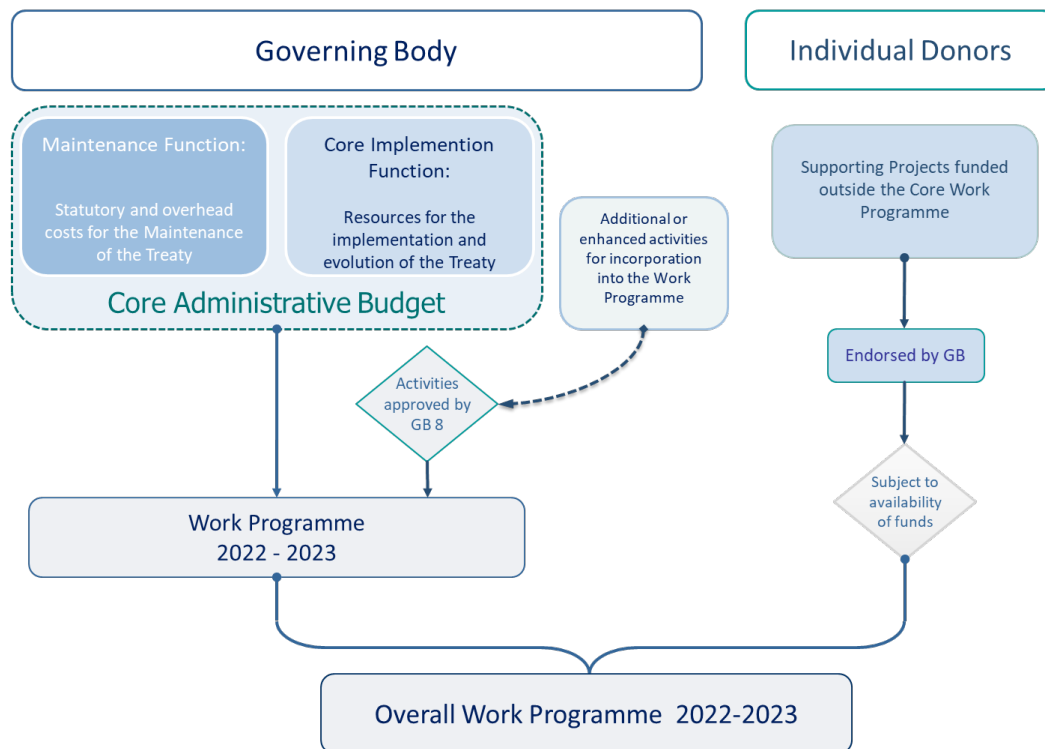 Governing Body
Individual Donors
Maintenance Function:
Statutory and overhead
costs for the Maintenance
of the Treaty
Core Implemention
Function:
Resources for the
implementation and
evolution of the Treaty
Core Administrative Budget
Additional or
enhanced activities
for incorporation
into the Work
Programme
Supporting Projects funded
outside the Core Work
Programme
Activities
approved by
GB 8
Endorsed by GB
Subject to
availability
of funds
Work Programme
2022 - 2023
Overall Work Programme 2022-2023